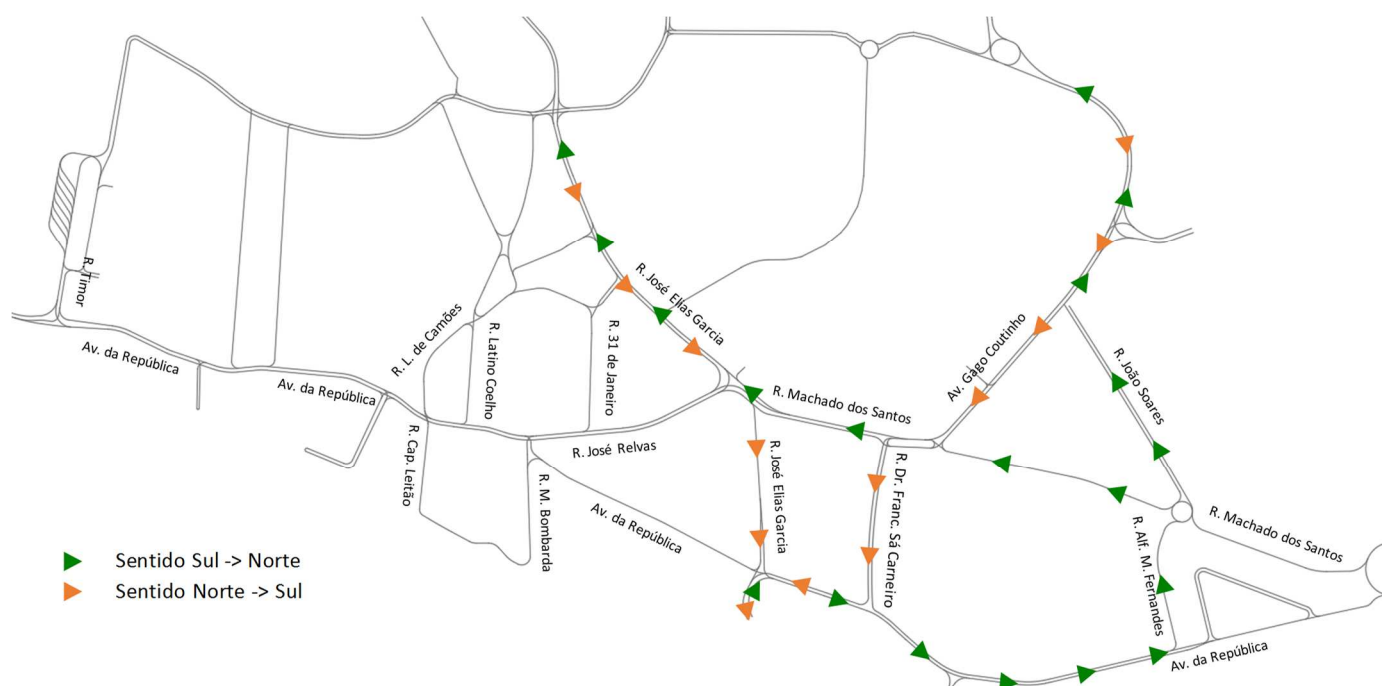 R. José Elias Garcia
R. Timor
Av. da República
Av. da República
R. L. de Camões
R. Latino Coelho
R. 31 de Janeiro
Av. Gago Coutinho
R. João Soares
R. Machado dos Santos
R. José Relvas
R. Cap. Leitão
R. M. Bombarda
Av. da República
R. José Elias Garcia
R. Dr. Franc. Sá Carneiro
R. Alf. M. Fernandes
R. Machado dos Santos
Av. da República
Sentido Sul -> Norte
Sentido Norte -> Sul